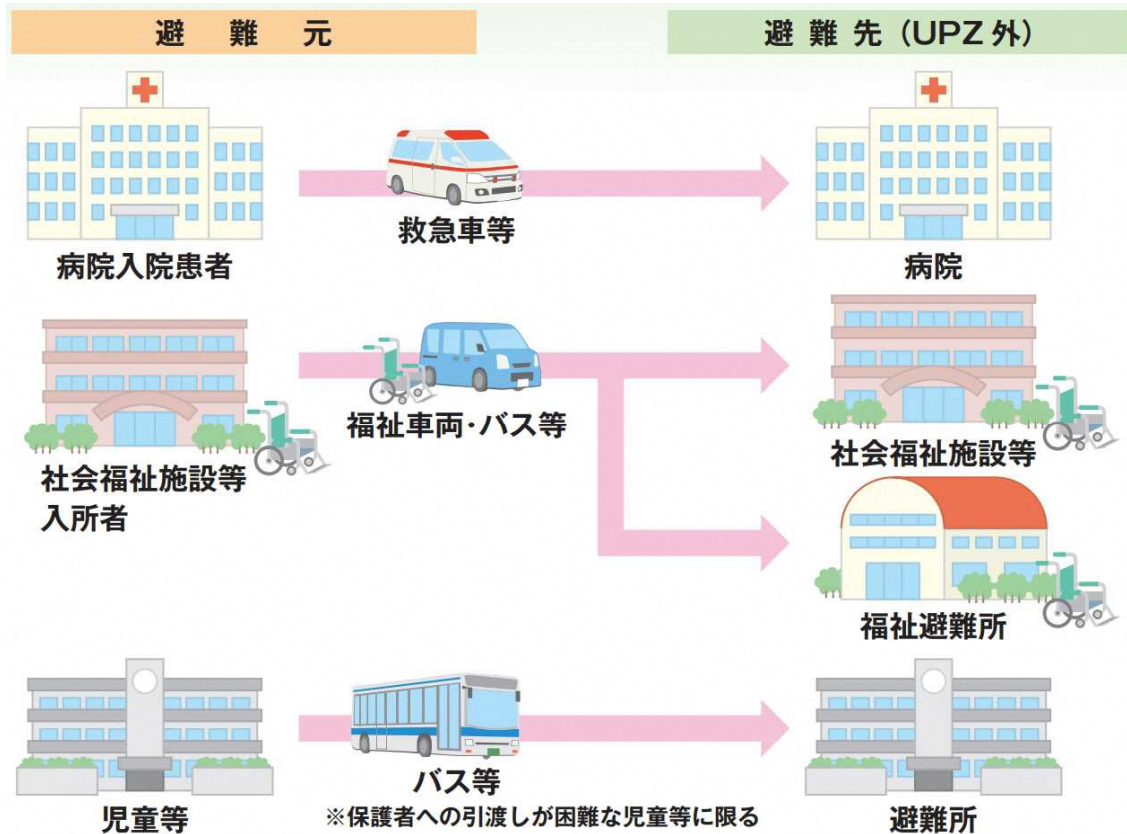 避難元
避難先（UPZ外）
救急車等
病院入院患者
病院
福祉車両・バス等
社会福祉施設等
入所者
社会福祉施設等
福祉避難所
バス等
※保護者への引渡しが困難な児童等に限る
児童等
避難所